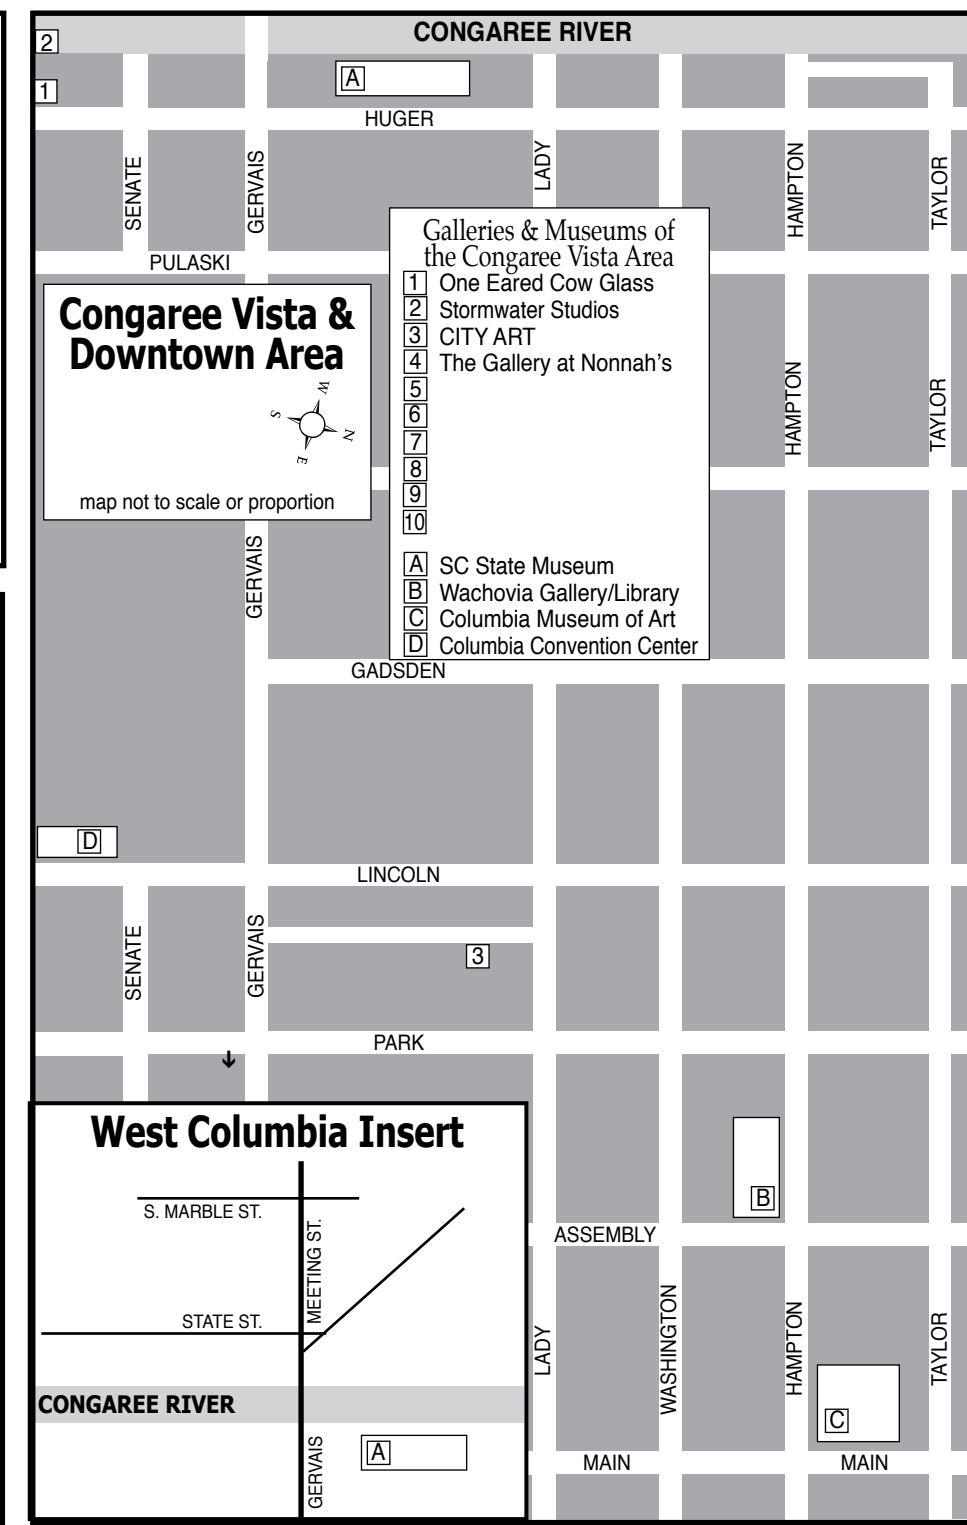 CONGAREE RIVER
2
1
A
HUGER
SENATE
GERVAIS
LADY
HAMPTON
TAYLOR
PULASKI
Galleries & Museums of
the Congaree Vista Area
1 One Eared Cow Glass
2 Stormwater Studios
3 CITY ART
4 The Gallery at Nonnah's
5
6
7
8
9
10
A SC State Museum
B Wachovia Gallery/Library
C Columbia Museum of Art
D Columbia Convention Center
Congaree Vista &
Downtown Area
W
S
N
E
map not to scale or proportion
HAMPTON
TAYLOR
GERVAIS
GADSDEN
D
LINCOLN
SENATE
GERVAIS
3
PARK
West Columbia Insert
S. MARBLE ST.
MEETING ST.
STATE ST.
CONGAREE RIVER
GERVAIS
A
B
ASSEMBLY
LADY
WASHINGTON
HAMPTON
TAYLOR
C
MAIN
MAIN